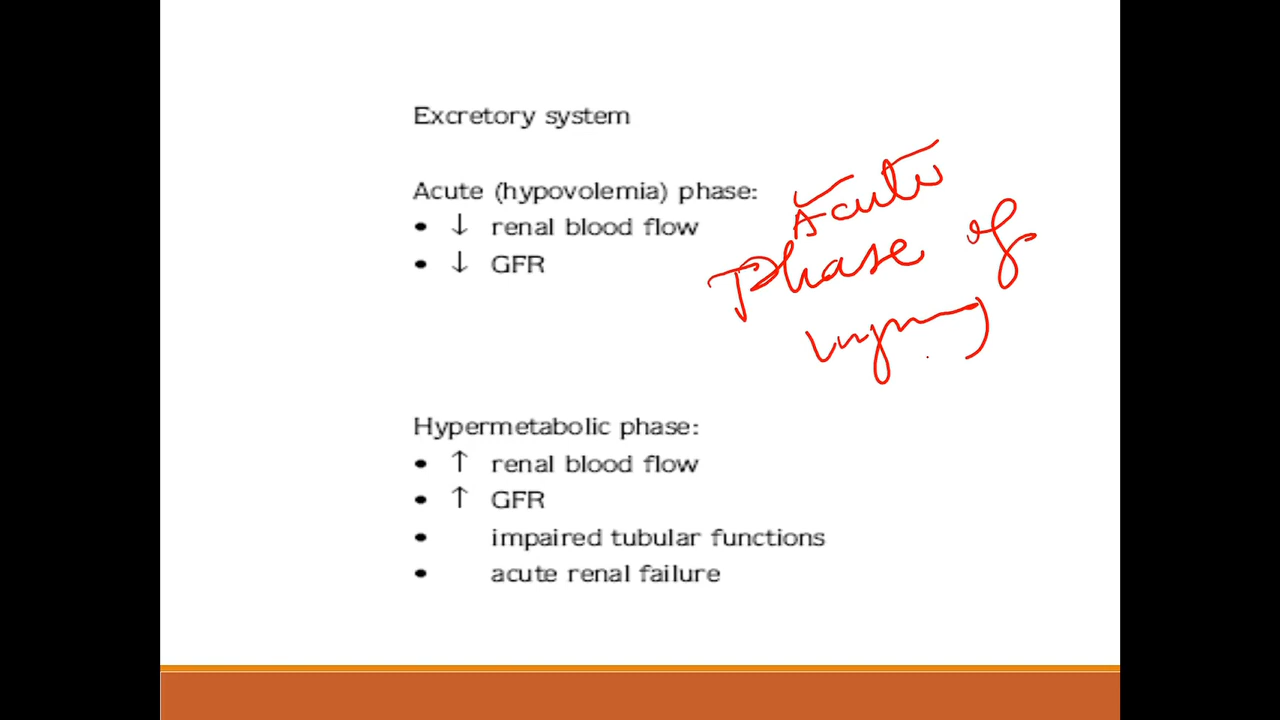 Excretory system
Acute (hypovolemia) phase:
• ↓ renal blood flow
• ↓ GFR
Acute
Phase of
Hypermetabolic phase:
• ↑ renal blood flow
• ↑ GFR
• impaired tubular functions
• acute renal failure